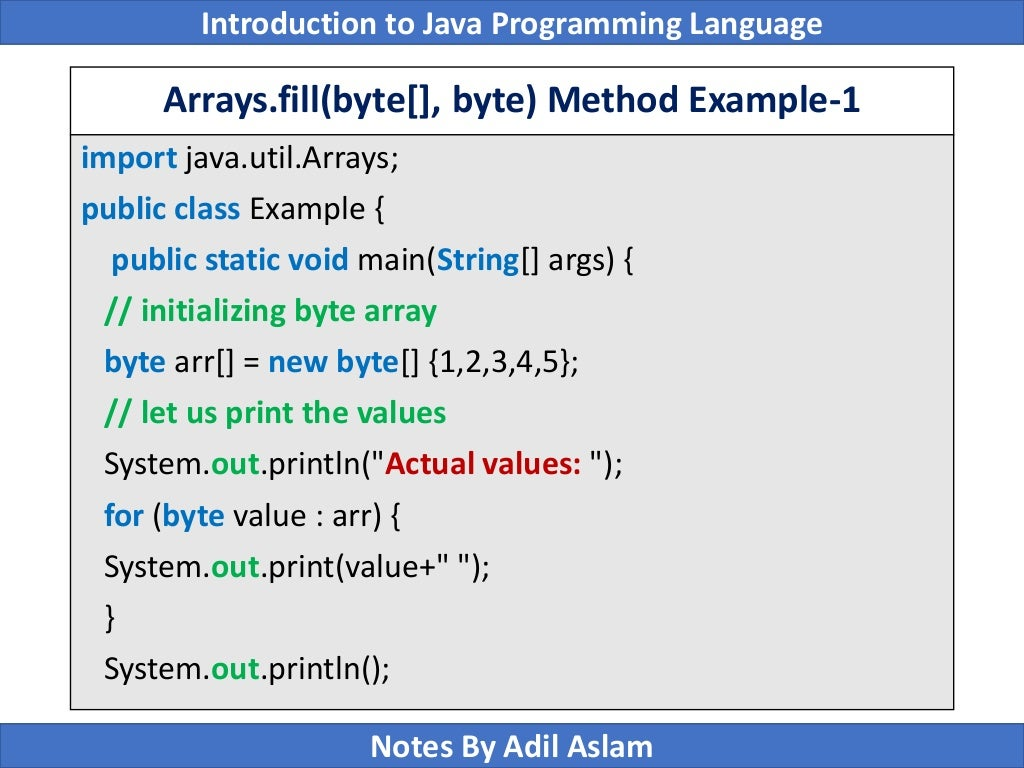 Introduction to Java Programming Language
Arrays.fill(byte[], byte) Method Example-1
import java.util.Arrays;
public class Example {
public static void main(String[] args) {
// initializing byte array
byte arr[] = new byte[] {1,2,3,4,5};
// let us print the values
System.out.println("Actual values: ");
for (byte value : arr) {
System.out.print(value+" ");
}
System.out.println();
Notes By Adil Aslam